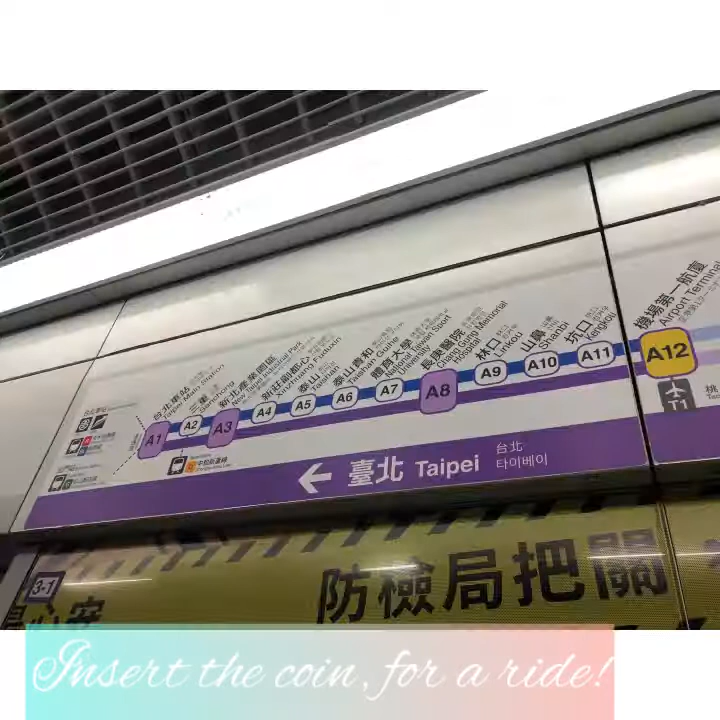 台北車站
Taipei Main Station
三重
Sanchong
新北產業園區
New Taipei Industrial Park
新莊副都心
Xinzhuang Fuduxin
泰山
Taishan
泰山貴和
Taishan Guihe
體育大學
National Taiwan Sport University
長庚醫院
Chang Gung Memorial Hospital
林口
Linkou
山鼻
Shanbi
坑口
Kengkou
機場第一航廈
Airport Terminal
A1 A2 A3 A4 A5 A6 A7 A8 A9 A10 A11 A12
T1
← 臺北 Taipei 台北
타이베이
3-1
防檢局把關
Insert the coin, for a ride!